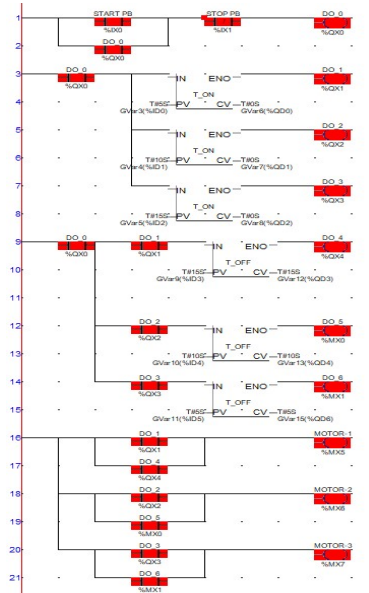 START PB STOP PB DO_0
1 %IX0 %IX1 %QX0
DO_0
2 %QX0
DO_0 DO_1
3 %QX0 IN ENO %QX1
T_ON
4 T#5S PV CV T#0S
GVar3(%ID0) GVar6(%QD0)
DO_2
5 IN ENO %QX2
T_ON
6 T#10S PV CV T#0S
GVar4(%ID1) GVar7(%QD1)
DO_3
7 IN ENO %QX3
T_ON
8 T#15S PV CV T#0S
GVar5(%ID2) GVar8(%QD2)
DO_0 DO_1 DO_4
9 %QX0 %QX1 IN ENO %QX4
T_OFF
10 T#15S PV CV T#15S
GVar9(%ID3) GVar12(%QD3)
11
DO_2 DO_5
12 %QX2 IN ENO %MX0
T_OFF
13 T#10S PV CV T#10S
GVar10(%ID4) GVar13(%QD4)
DO_3 DO_6
14 %QX3 IN ENO %MX1
T_OFF
15 T#5S PV CV T#5S
GVar11(%ID5) GVar15(%QD6)
DO_1 MOTOR-1
16 %QX1 %MX5
DO_4
17 %QX4
DO_2 MOTOR-2
18 %QX2 %MX6
DO_5
19 %MX0
DO_3 MOTOR-3
20 %QX3 %MX7
DO_6
21 %MX1